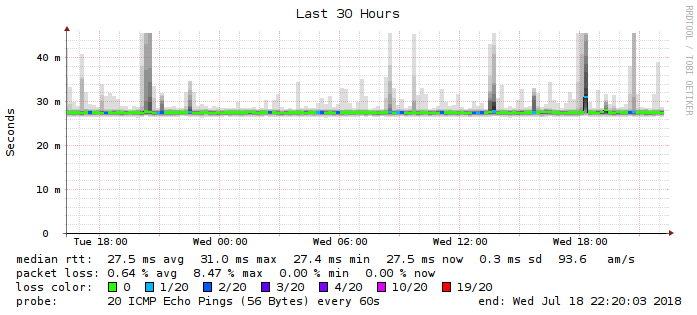 Last 30 Hours
RRDTOOL / TOBI OETIKER
Seconds
40 m
30 m
20 m
10 m
0
Tue 18:00 Wed 00:00 Wed 06:00 Wed 12:00 Wed 18:00
median rtt: 27.5 ms avg 31.0 ms max 27.4 ms min 27.5 ms now 0.3 ms sd 93.6 am/s
packet loss: 0.64 % avg 8.47 % max 0.00 % min 0.00 % now
loss color: 0 1/20 2/20 3/20 4/20 10/20 19/20
probe: 20 ICMP Echo Pings (56 Bytes) every 60s end: Wed Jul 18 22:20:03 2018